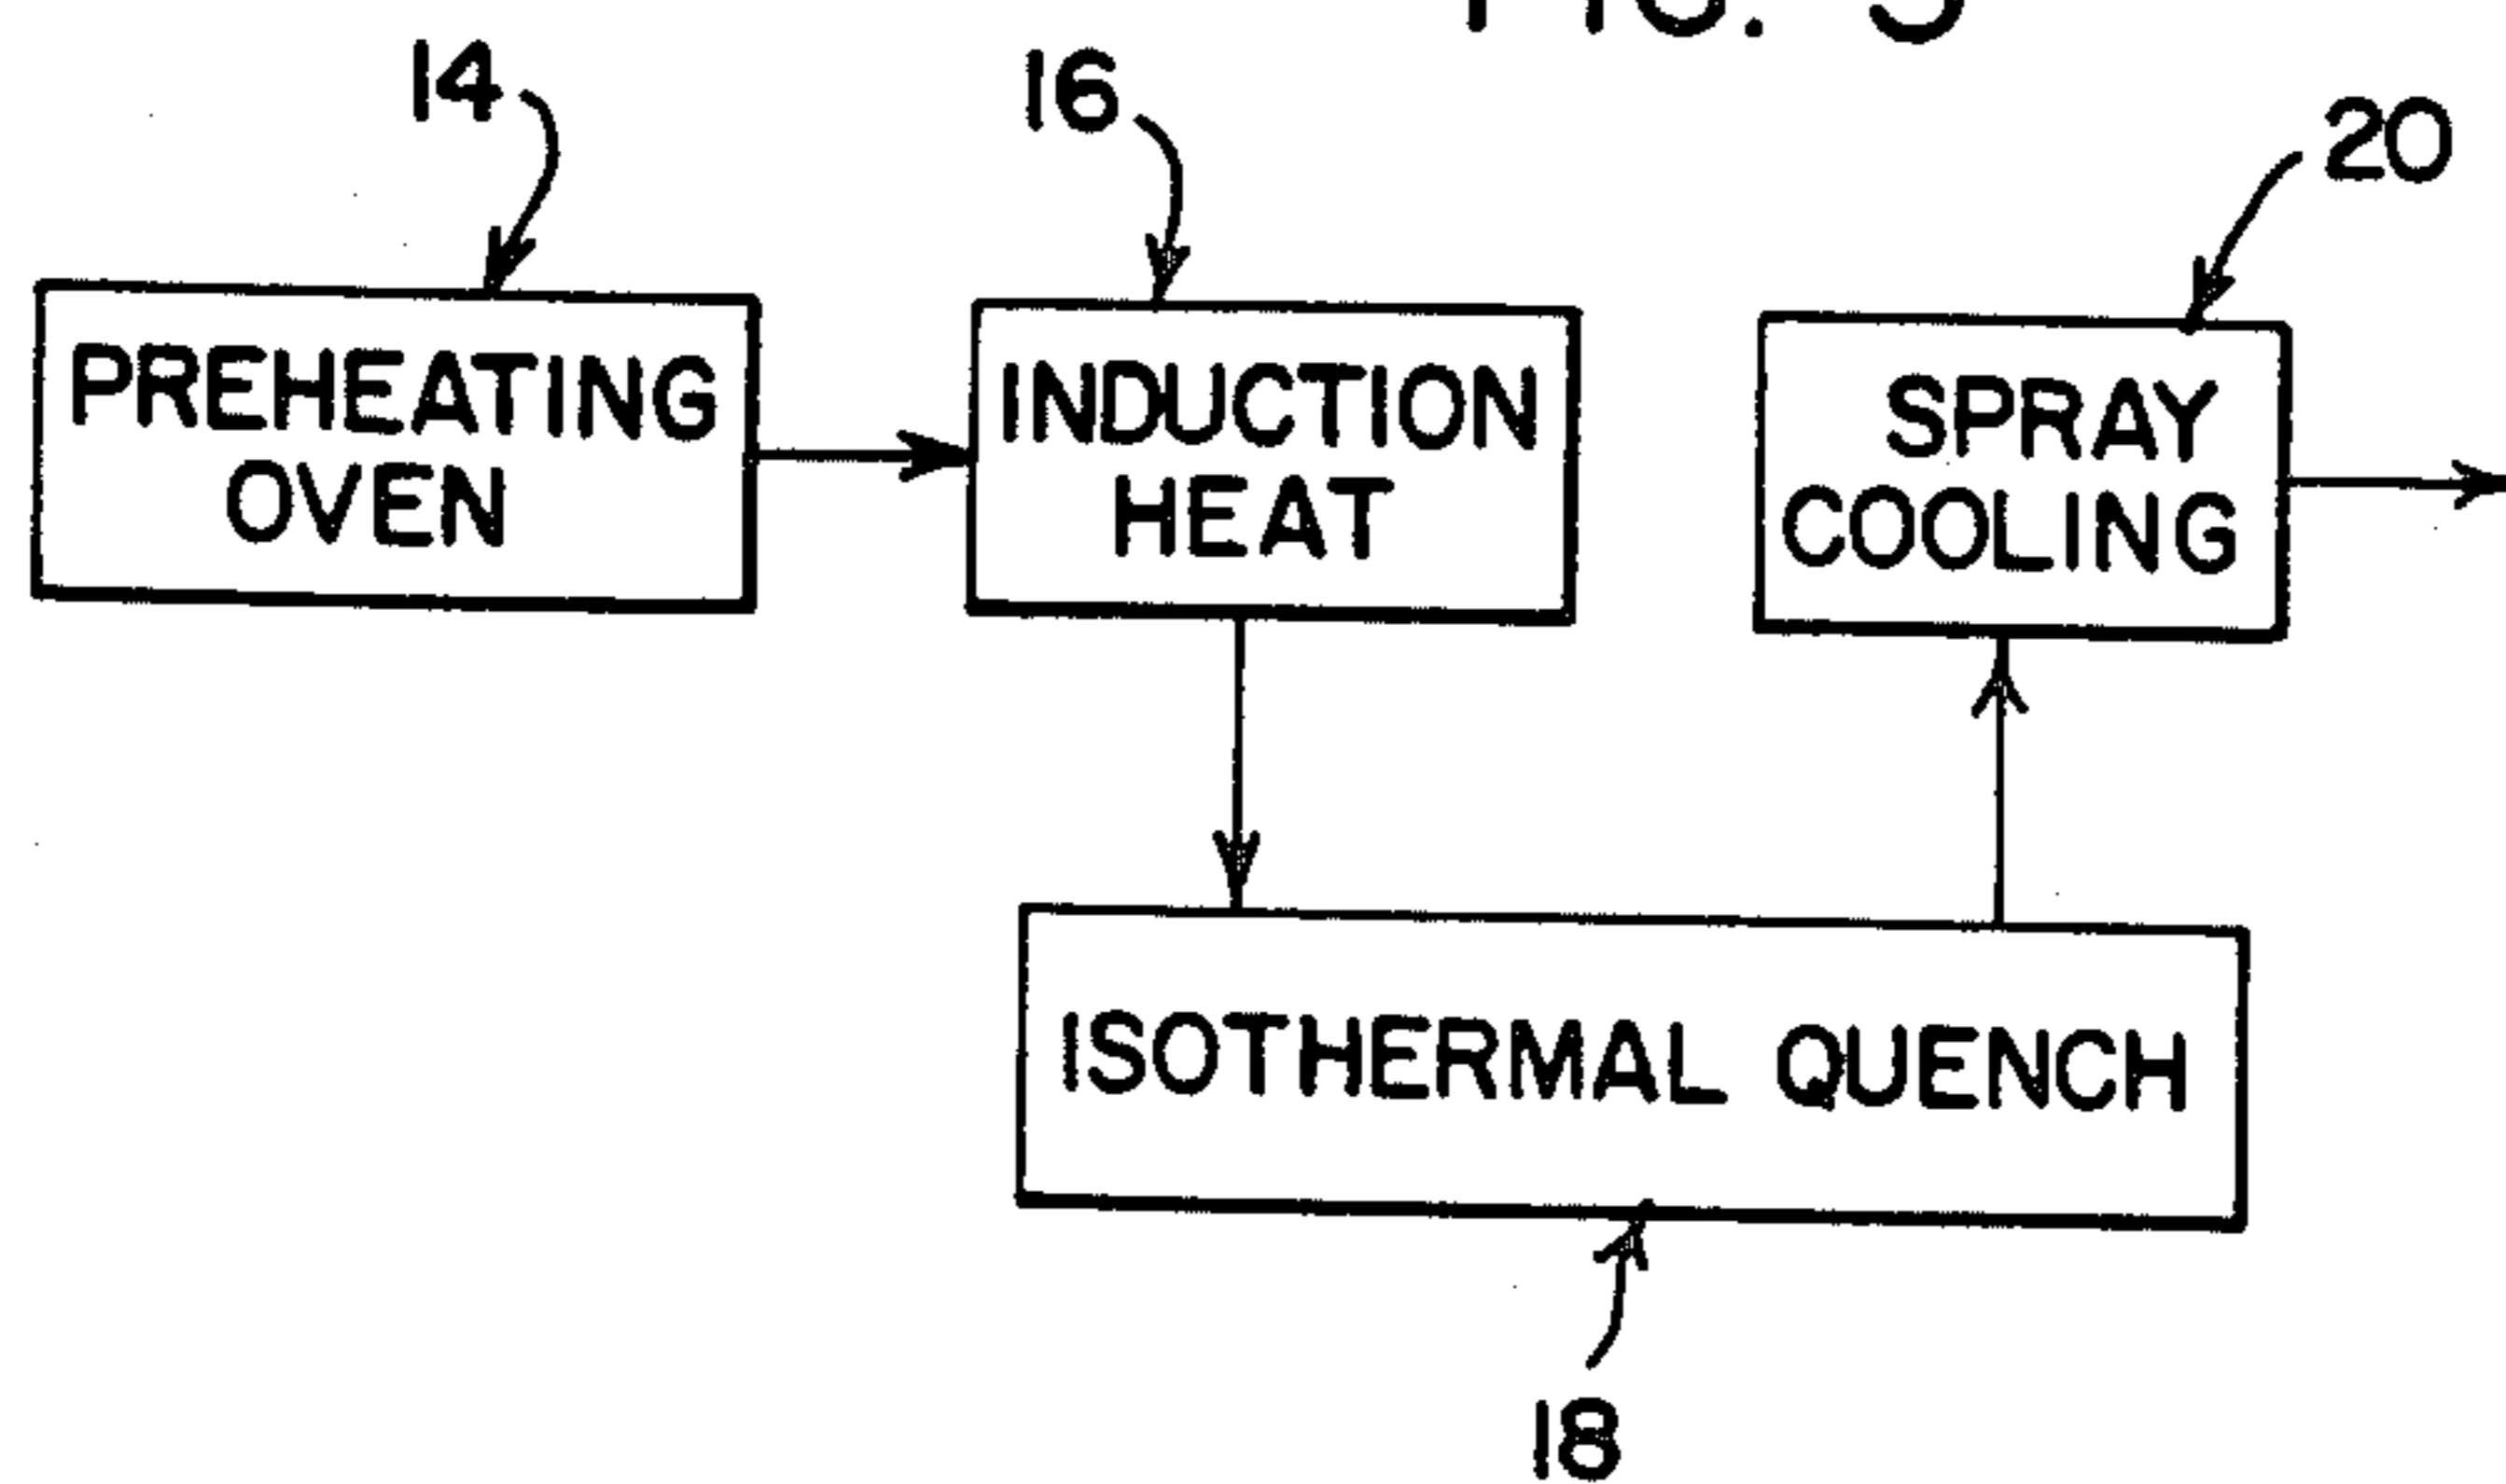 14
16
20
PREHEATING
OVEN
INDUCTION
HEAT
SPRAY
COOLING
ISOTHERMAL QUENCH
18